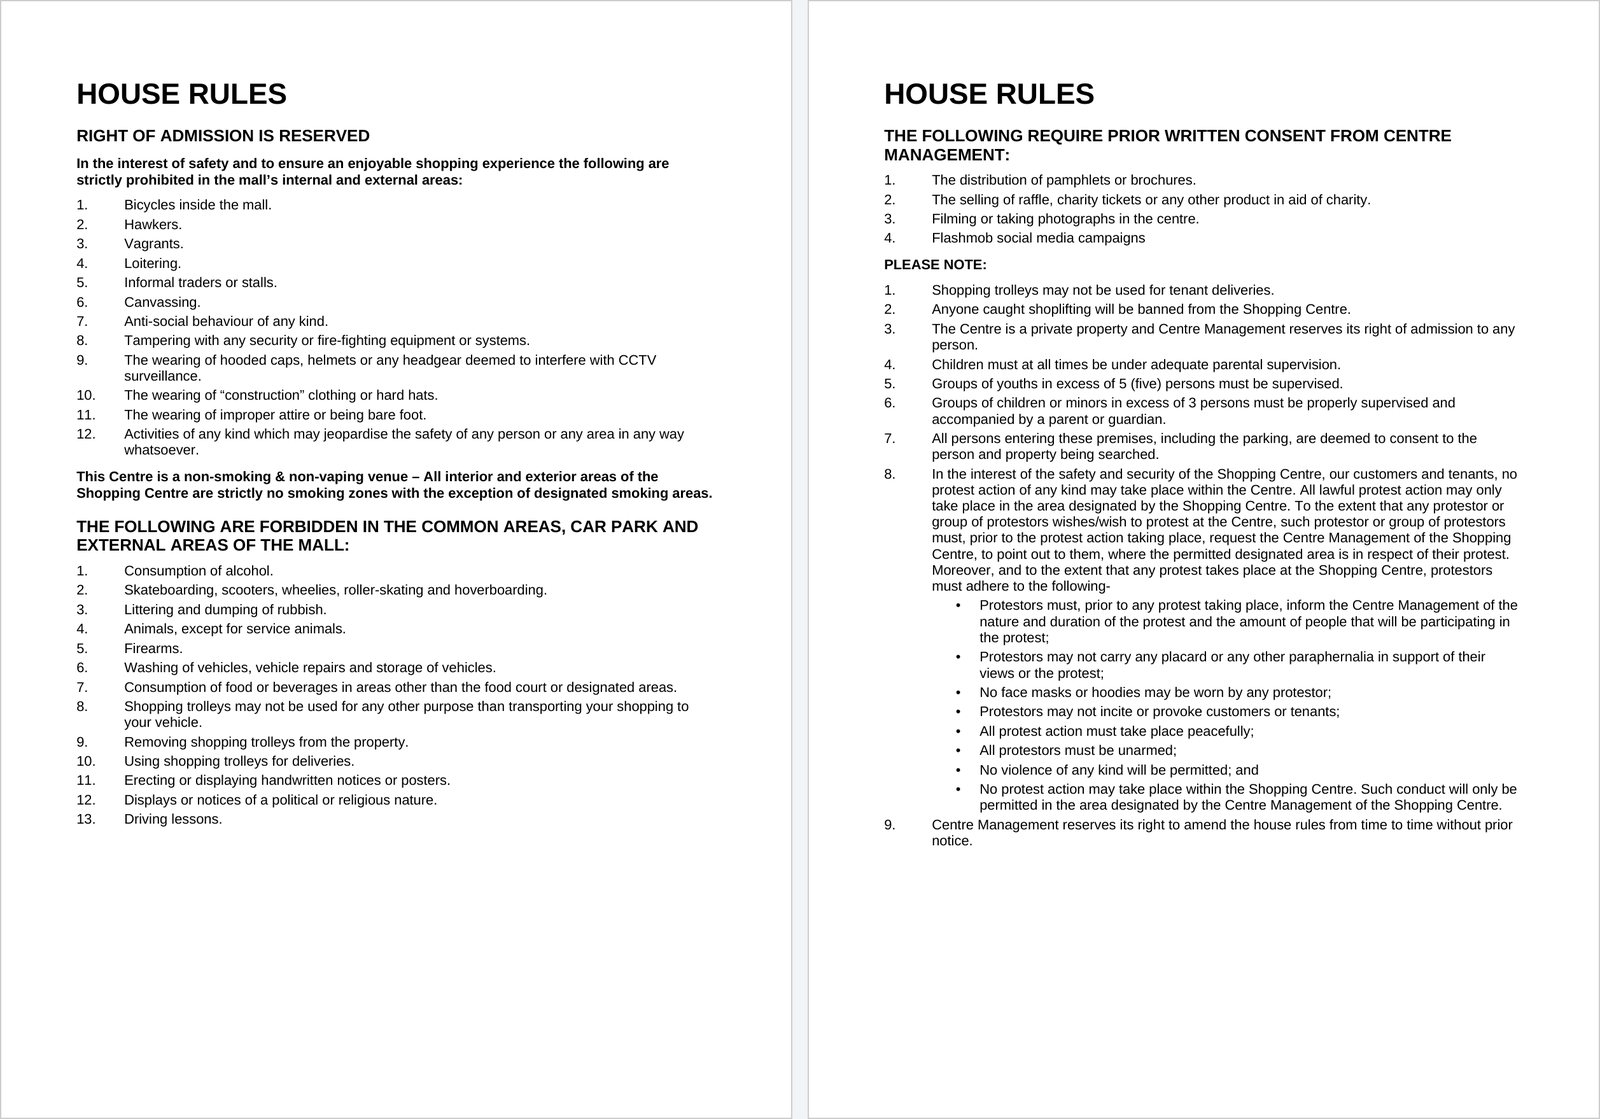 HOUSE RULES
RIGHT OF ADMISSION IS RESERVED
In the interest of safety and to ensure an enjoyable shopping experience the following are
strictly prohibited in the mall’s internal and external areas:
1. Bicycles inside the mall.
2. Hawkers.
3. Vagrants.
4. Loitering.
5. Informal traders or stalls.
6. Canvassing.
7. Anti-social behaviour of any kind.
8. Tampering with any security or fire-fighting equipment or systems.
9. The wearing of hooded caps, helmets or any headgear deemed to interfere with CCTV
surveillance.
10. The wearing of “construction” clothing or hard hats.
11. The wearing of improper attire or being bare foot.
12. Activities of any kind which may jeopardise the safety of any person or any area in any way
whatsoever.
This Centre is a non-smoking & non-vaping venue – All interior and exterior areas of the
Shopping Centre are strictly no smoking zones with the exception of designated smoking areas.
THE FOLLOWING ARE FORBIDDEN IN THE COMMON AREAS, CAR PARK AND
EXTERNAL AREAS OF THE MALL:
1. Consumption of alcohol.
2. Skateboarding, scooters, wheelies, roller-skating and hoverboarding.
3. Littering and dumping of rubbish.
4. Animals, except for service animals.
5. Firearms.
6. Washing of vehicles, vehicle repairs and storage of vehicles.
7. Consumption of food or beverages in areas other than the food court or designated areas.
8. Shopping trolleys may not be used for any other purpose than transporting your shopping to
your vehicle.
9. Removing shopping trolleys from the property.
10. Using shopping trolleys for deliveries.
11. Erecting or displaying handwritten notices or posters.
12. Displays or notices of a political or religious nature.
13. Driving lessons.
HOUSE RULES
THE FOLLOWING REQUIRE PRIOR WRITTEN CONSENT FROM CENTRE
MANAGEMENT:
1. The distribution of pamphlets or brochures.
2. The selling of raffle, charity tickets or any other product in aid of charity.
3. Filming or taking photographs in the centre.
4. Flashmob social media campaigns
PLEASE NOTE:
1. Shopping trolleys may not be used for tenant deliveries.
2. Anyone caught shoplifting will be banned from the Shopping Centre.
3. The Centre is a private property and Centre Management reserves its right of admission to any
person.
4. Children must at all times be under adequate parental supervision.
5. Groups of youths in excess of 5 (five) persons must be supervised.
6. Groups of children or minors in excess of 3 persons must be properly supervised and
accompanied by a parent or guardian.
7. All persons entering these premises, including the parking, are deemed to consent to the
person and property being searched.
8. In the interest of the safety and security of the Shopping Centre, our customers and tenants, no
protest action of any kind may take place within the Centre. All lawful protest action may only
take place in the area designated by the Shopping Centre. To the extent that any protestor or
group of protestors wishes/wish to protest at the Centre, such protestor or group of protestors
must, prior to the protest action taking place, request the Centre Management of the Shopping
Centre, to point out to them, where the permitted designated area is in respect of their protest.
Moreover, and to the extent that any protest takes place at the Shopping Centre, protestors
must adhere to the following-
• Protestors must, prior to any protest taking place, inform the Centre Management of the
nature and duration of the protest and the amount of people that will be participating in
the protest;
• Protestors may not carry any placard or any other paraphernalia in support of their
views or the protest;
• No face masks or hoodies may be worn by any protestor;
• Protestors may not incite or provoke customers or tenants;
• All protest action must take place peacefully;
• All protestors must be unarmed;
• No violence of any kind will be permitted; and
• No protest action may take place within the Shopping Centre. Such conduct will only be
permitted in the area designated by the Centre Management of the Shopping Centre.
9. Centre Management reserves its right to amend the house rules from time to time without prior
notice.